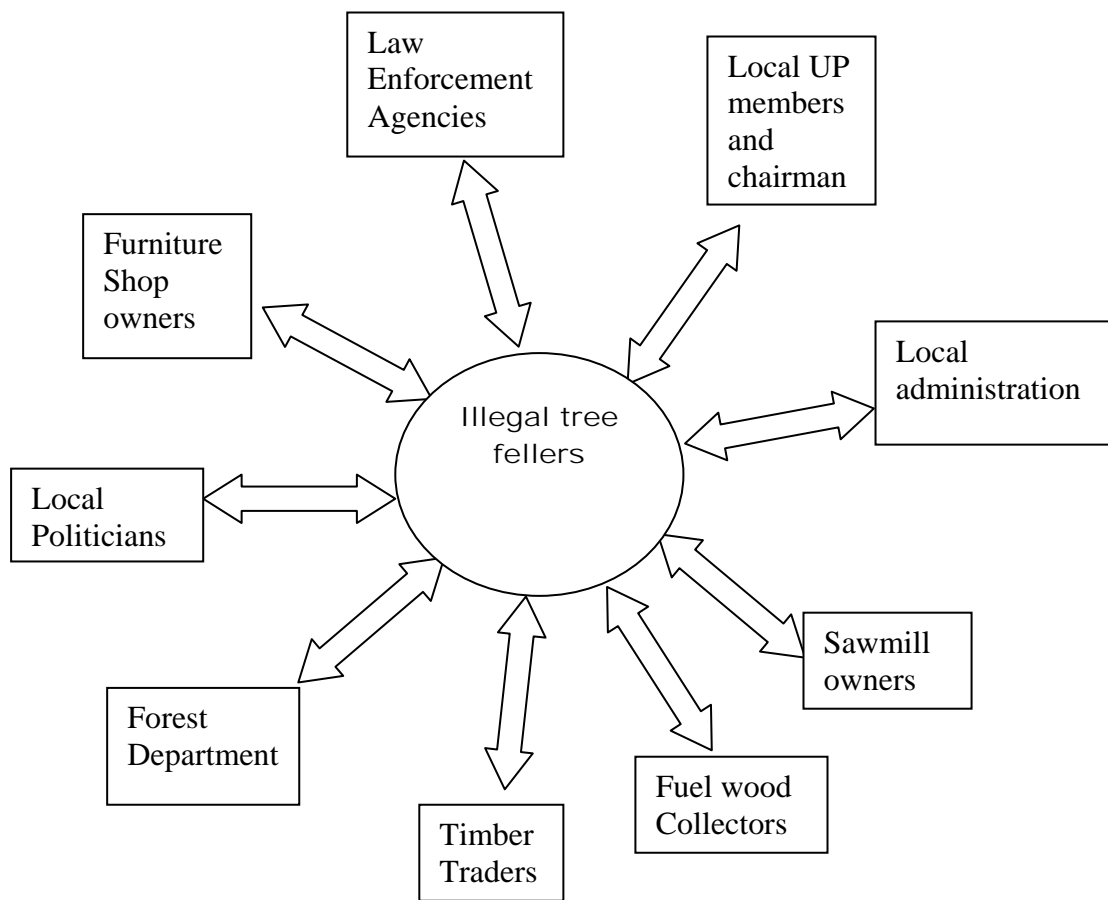 Law
Enforcement
Agencies
Local UP
members
and
chairman
Furniture
Shop
owners
Local
administration
Illegal tree
fellers
Local
Politicians
Sawmill
owners
Forest
Department
Fuel wood
Collectors
Timber
Traders